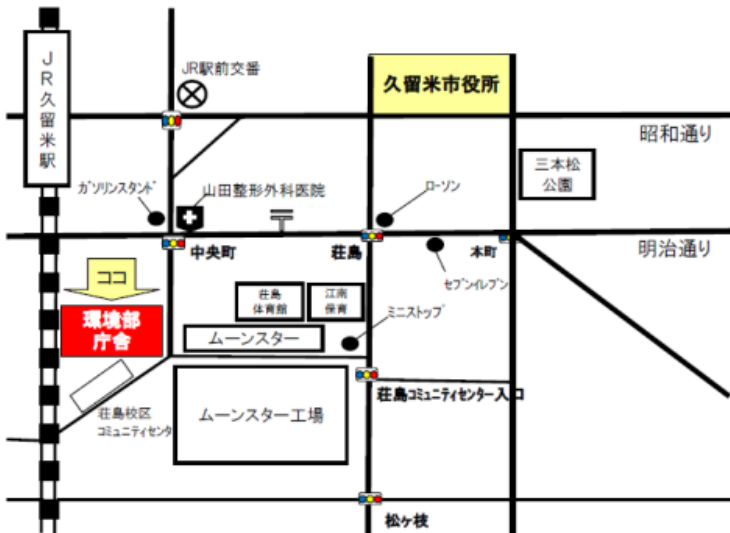 JR久留米駅
JR駅前交番
久留米市役所
昭和通り
三本松
公園
ガソリンスタンド
山田整形外科医院
ローソン
中央町
荘島
本町
明治通り
セブンイレブン
ココ
環境部
庁舎
荘島
体育館
江南
保育
ミニストップ
ムーンスター
荘島校区
コミュニティセンタ
ムーンスター工場
荘島コミュニティセンター入口
松ヶ枝